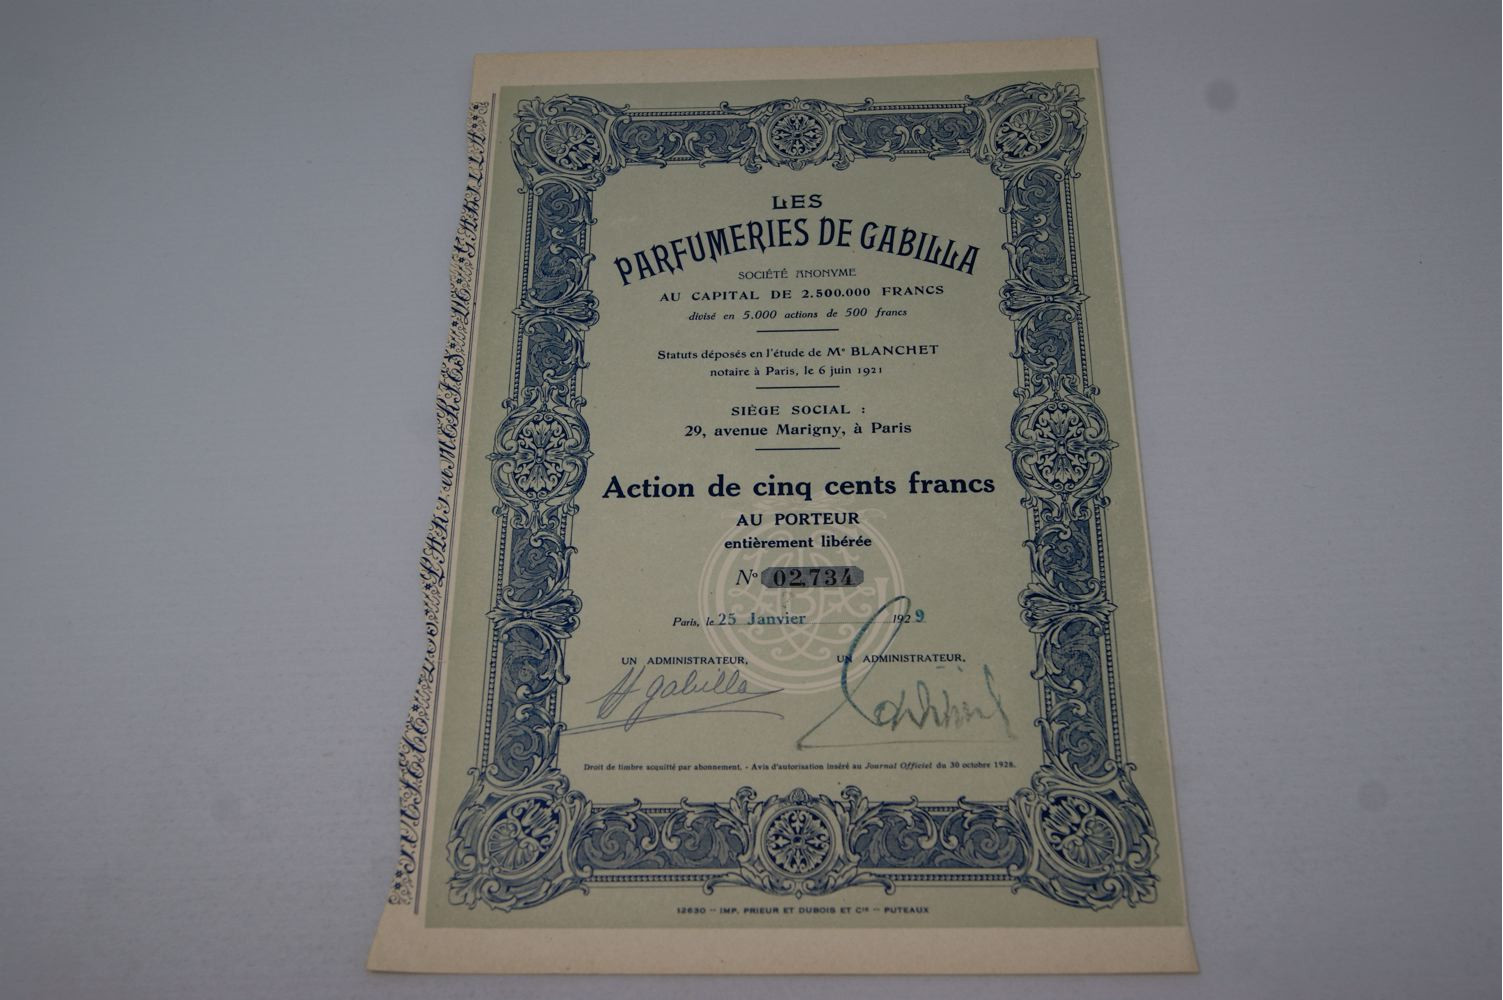 LES
PARFUMERIES DE GABILLA
SOCIÉTÉ ANONYME
AU CAPITAL DE 2.500.000 FRANCS
divisé en 5.000 actions de 500 francs
Statuts déposés en l'étude de Mᵉ BLANCHET
notaire à Paris, le 6 juin 1921
SIÈGE SOCIAL :
29, avenue Marigny, à Paris
Action de cinq cents francs
AU PORTEUR
entièrement libérée
Nº 02,734
Paris, le 25 Janvier 1929
UN ADMINISTRATEUR, UN ADMINISTRATEUR,
H gabilla
Droit de timbre acquitté par abonnement. - Avis d'autorisation inséré au Journal Officiel du 30 octobre 1928.
12630 -- IMP. PRIEUR ET DUBOIS ET Cⁱᵉ -- PUTEAUX